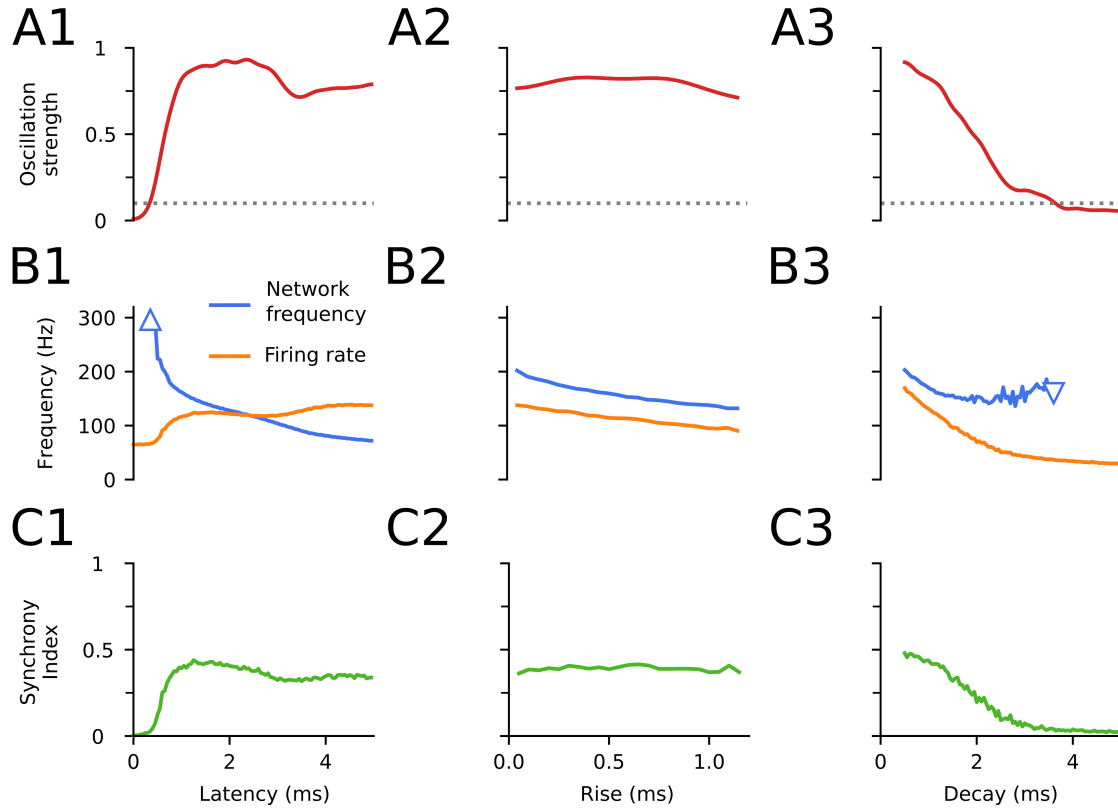 A1
A2
A3
1
0.5
0
Oscillation
strength
B1
B2
B3
Network
frequency
Firing rate
300
200
100
0
Frequency (Hz)
C1
C2
C3
1
0.5
0
Synchrony
Index
0
2
4
0.0
0.5
1.0
0
2
4
Latency (ms)
Rise (ms)
Decay (ms)